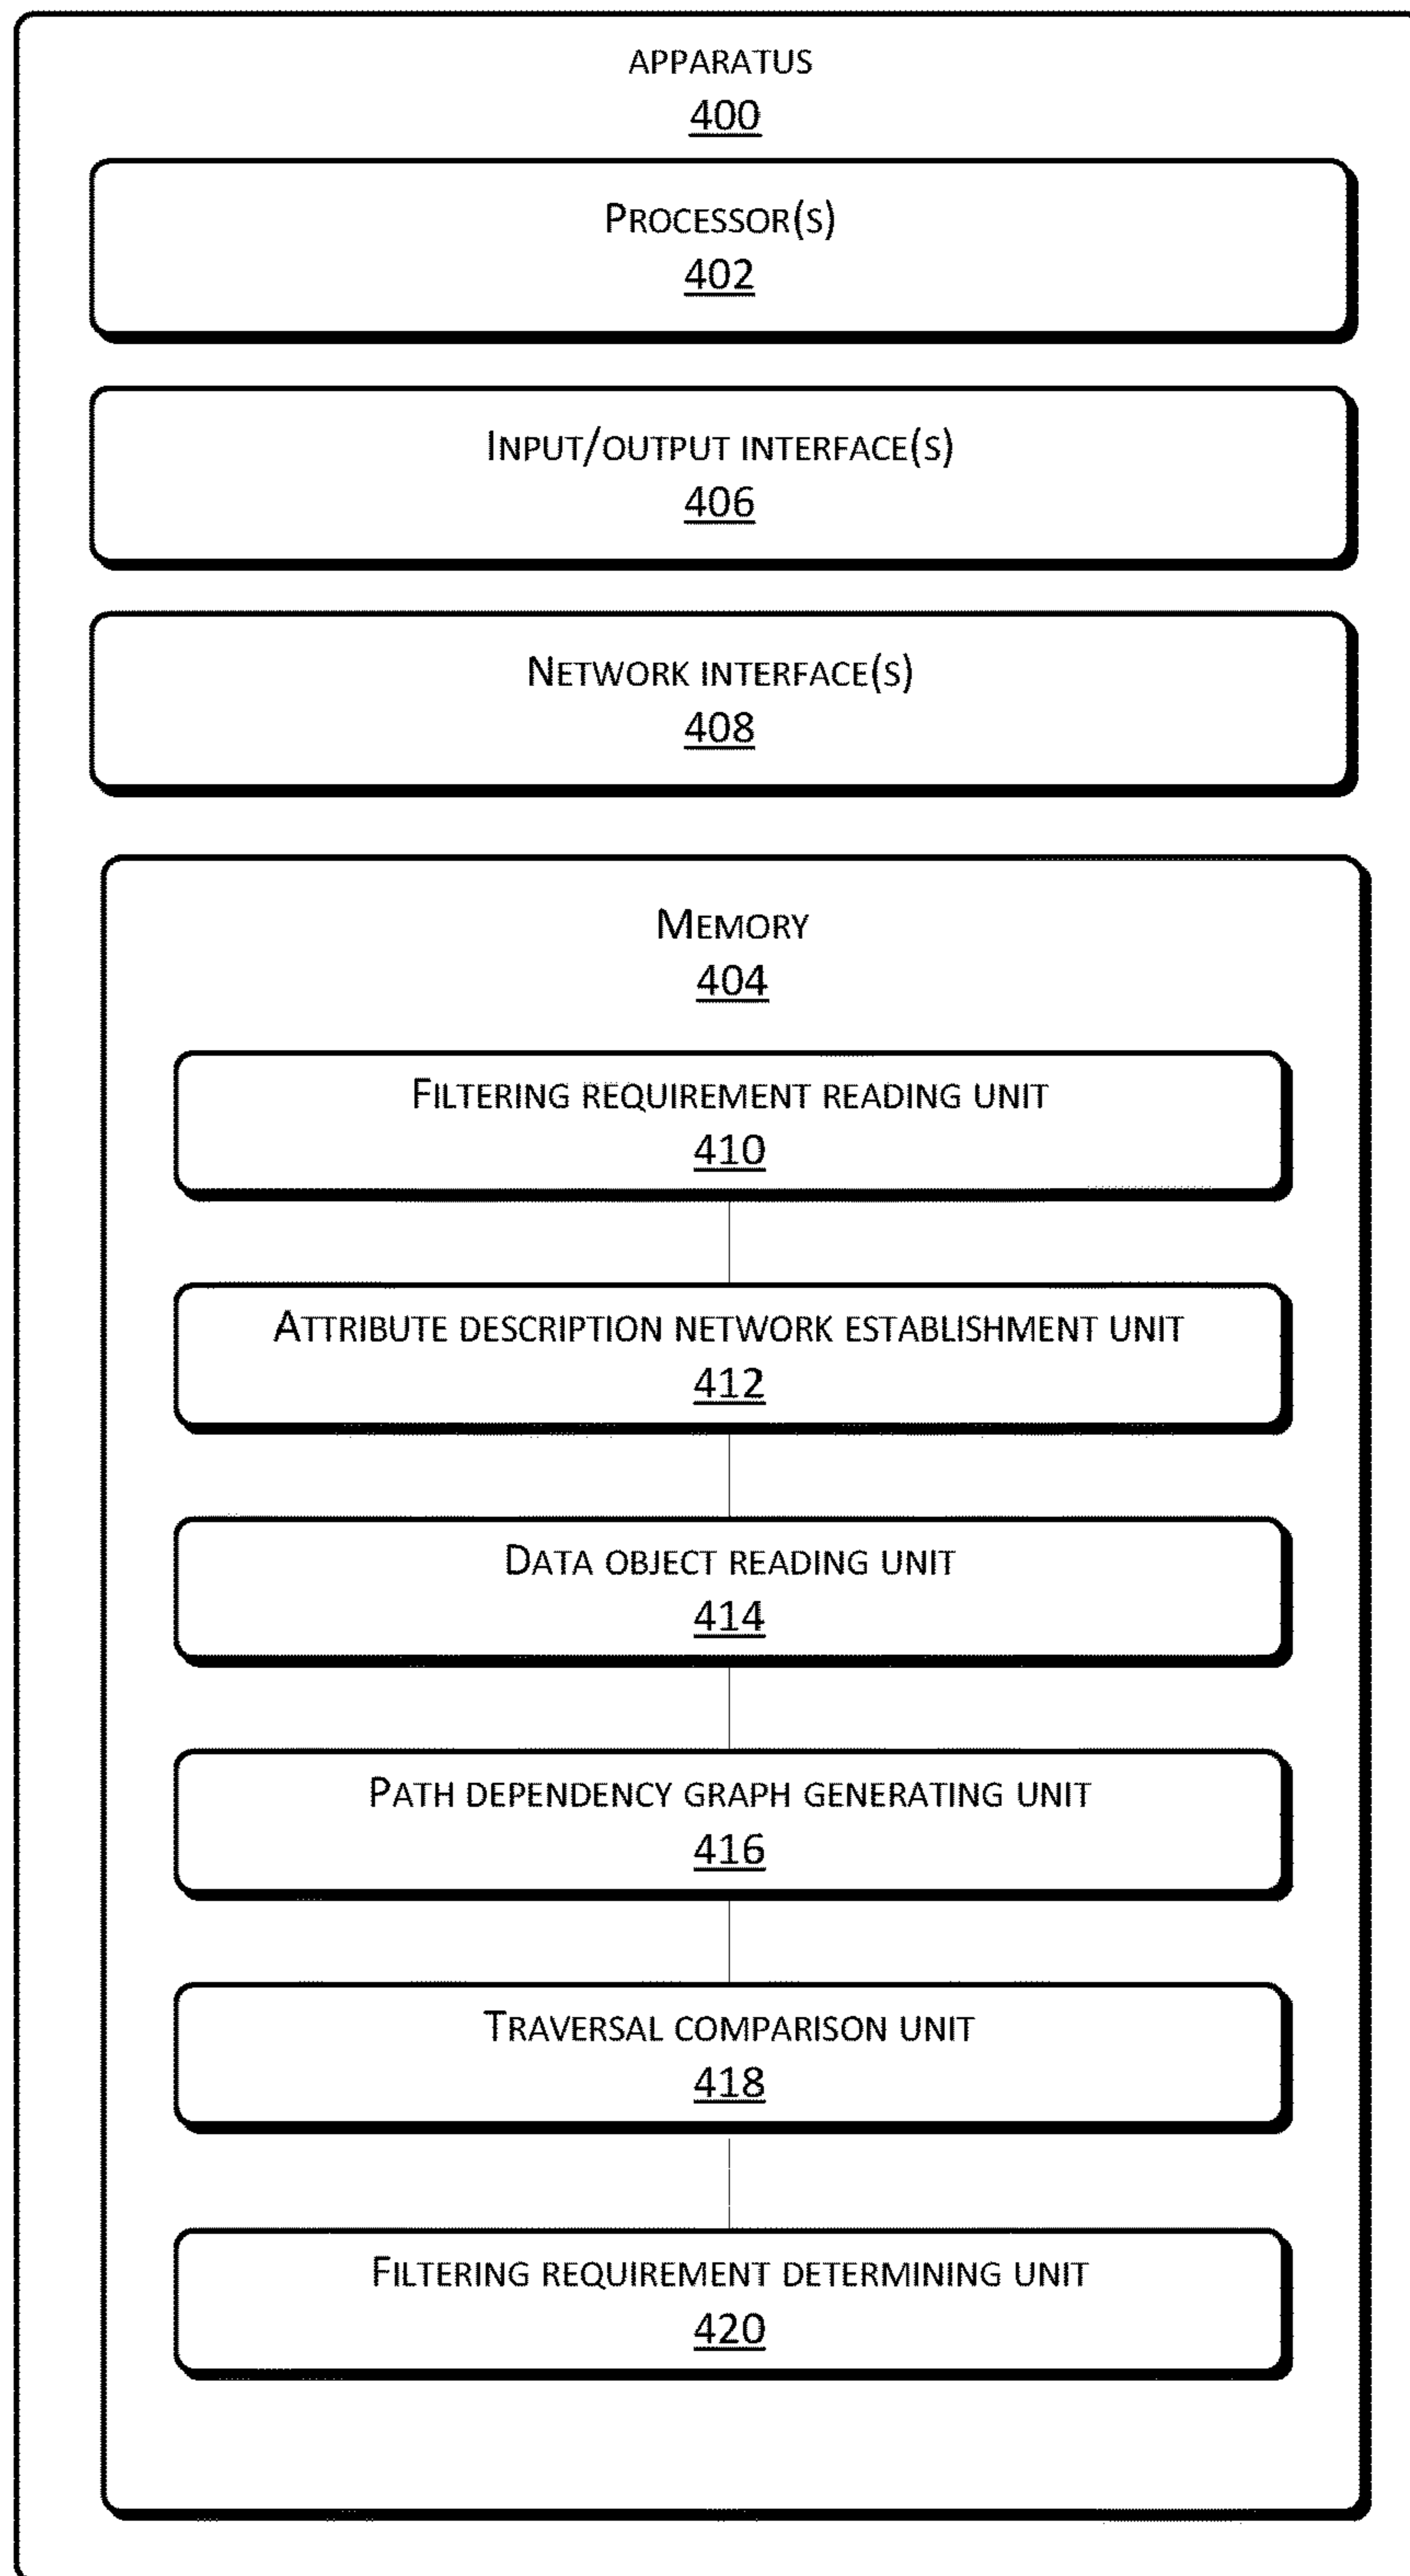 APPARATUS
400
PROCESSOR(S)
402
INPUT/OUTPUT INTERFACE(S)
406
NETWORK INTERFACE(S)
408
MEMORY
404
FILTERING REQUIREMENT READING UNIT
410
ATTRIBUTE DESCRIPTION NETWORK ESTABLISHMENT UNIT
412
DATA OBJECT READING UNIT
414
PATH DEPENDENCY GRAPH GENERATING UNIT
416
TRAVERSAL COMPARISON UNIT
418
FILTERING REQUIREMENT DETERMINING UNIT
420